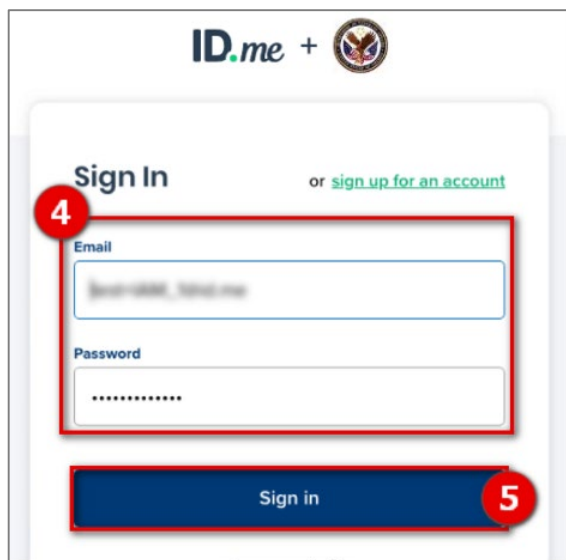 ID.me +
Sign In
or sign up for an account
4
Email
Password
•••••••••••••
Sign in
5